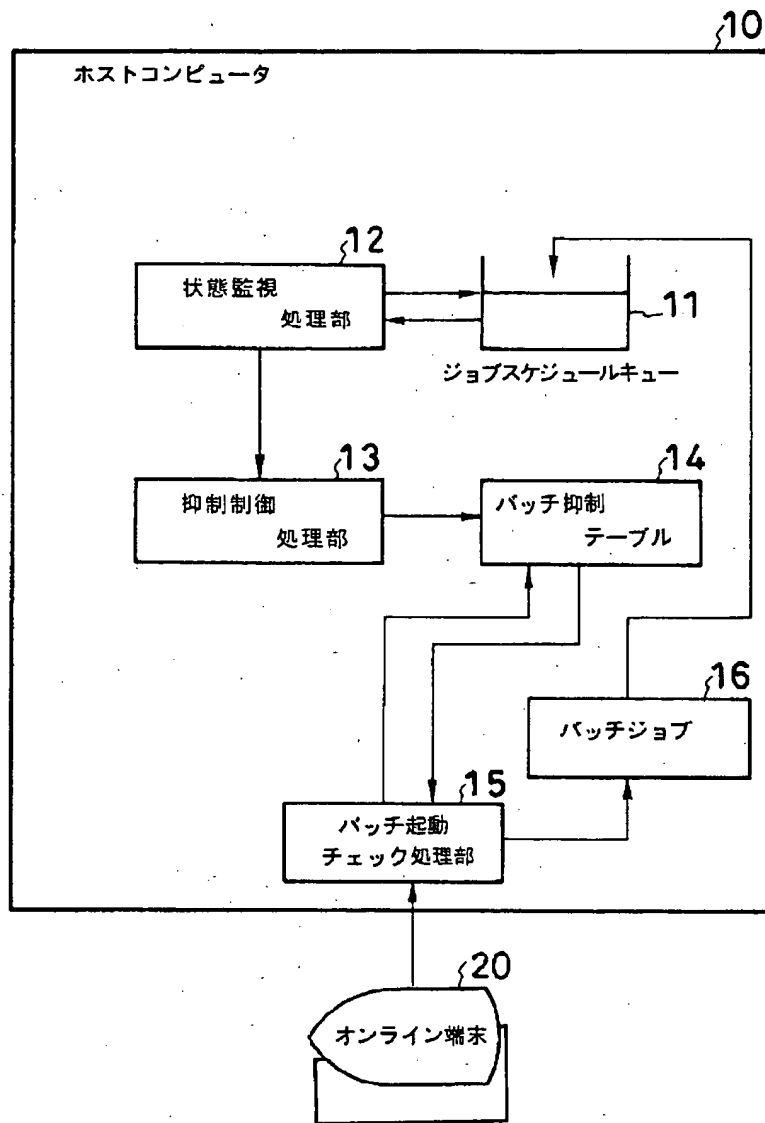 10
ホストコンピュータ
12
状態監視
処理部
11
ジョブスケジュールキュー
13
抑制制御
処理部
14
バッチ抑制
テーブル
16
バッチジョブ
15
バッチ起動
チェック処理部
20
オンライン端末